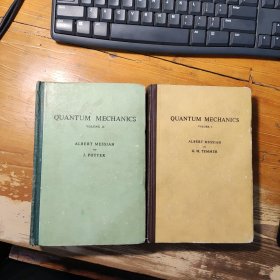 QUANTUM MECHANICS
VOLUME II
ALBERT MESSIAH
J. POTTER
QUANTUM MECHANICS
VOLUME I
ALBERT MESSIAH
G. M. TEMMER